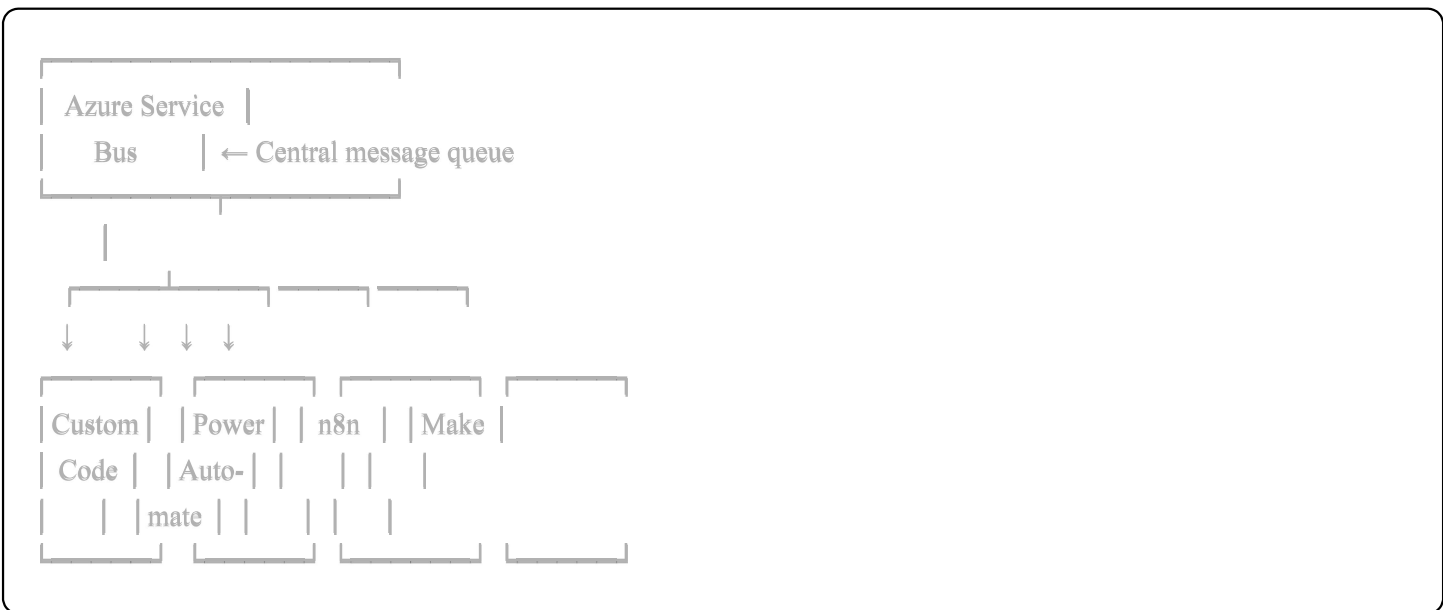 Azure Service
Bus ← Central message queue
↓ ↓ ↓ ↓
Custom Power n8n Make
Code Auto-
mate